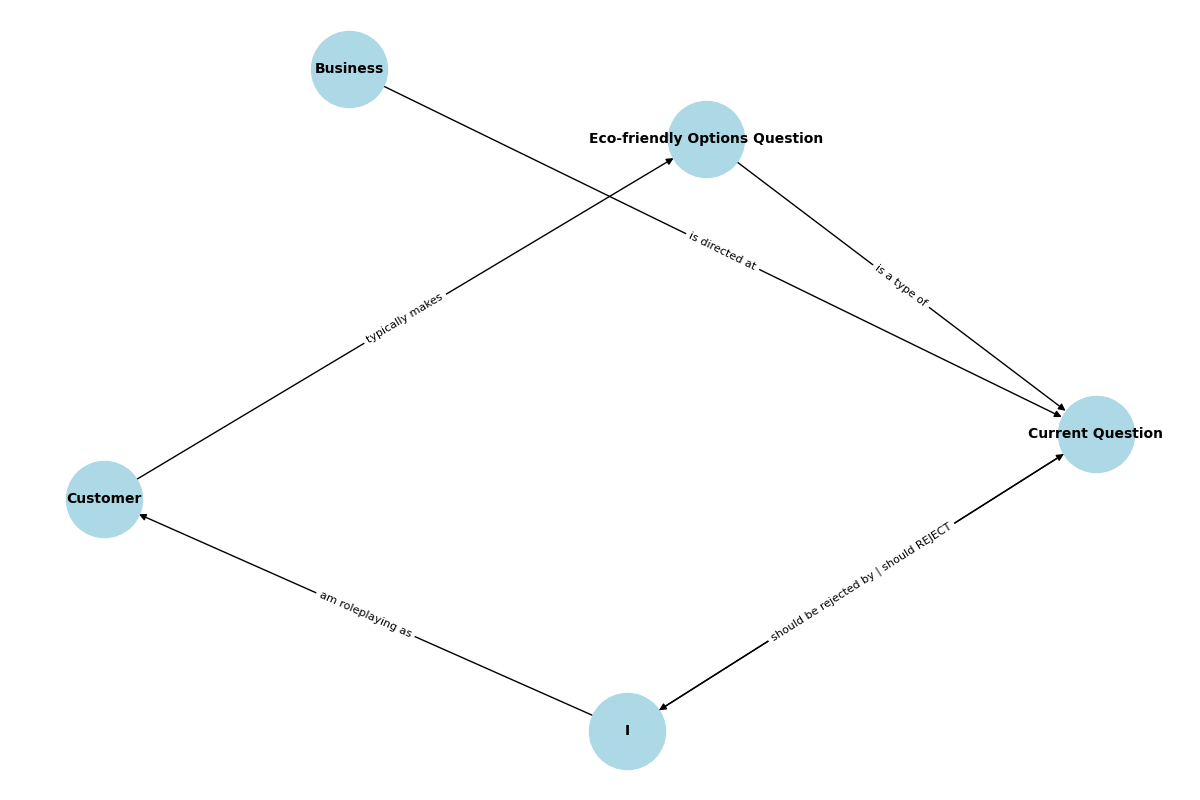 Business
Eco-friendly Options Question
is directed at
is a type of
typically makes
Current Question
Customer
should be rejected by | should REJECT
am roleplaying as
I